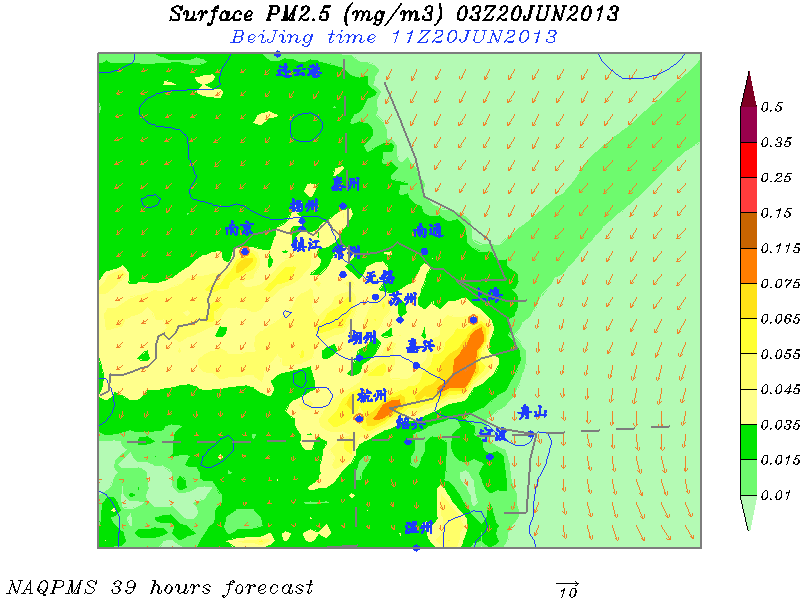 Surface PM2.5 (mg/m3) 03Z20JUN2013
BeiJing time 11Z20JUN2013
连云港
0.5
0.35
0.25
泰州
扬州
0.15
南京
南通
镇江
常州
0.115
无锡
0.075
苏州
上海
0.065
湖州
嘉兴
0.055
0.045
杭州
舟山
绍兴
0.035
宁波
0.015
0.01
温州
NAQPMS 39 hours forecast
10